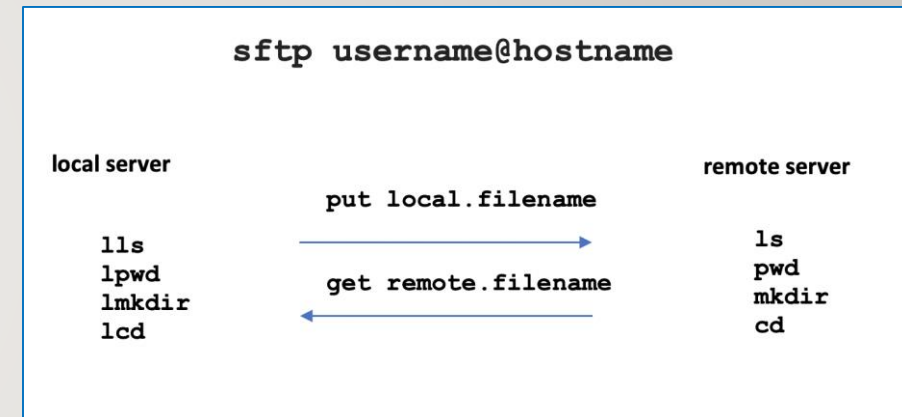 sftp username@hostname
local server
remote server
put local.filename
get remote.filename
lls
lpwd
lmkdir
lcd
ls
pwd
mkdir
cd